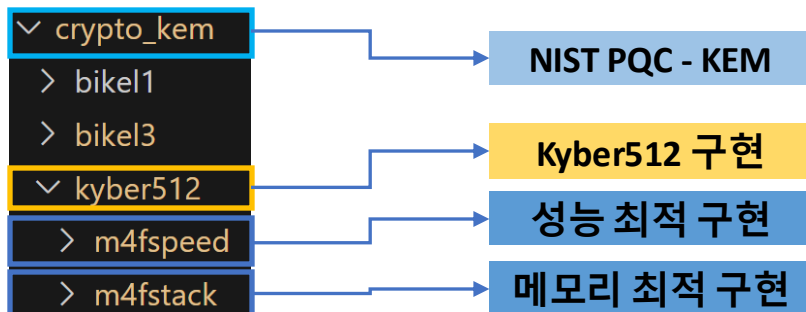 crypto_kem
NIST PQC - KEM
bikel1
bikel3
Kyber512 구현
kyber512
성능 최적 구현
m4fspeed
메모리 최적 구현
m4fstack